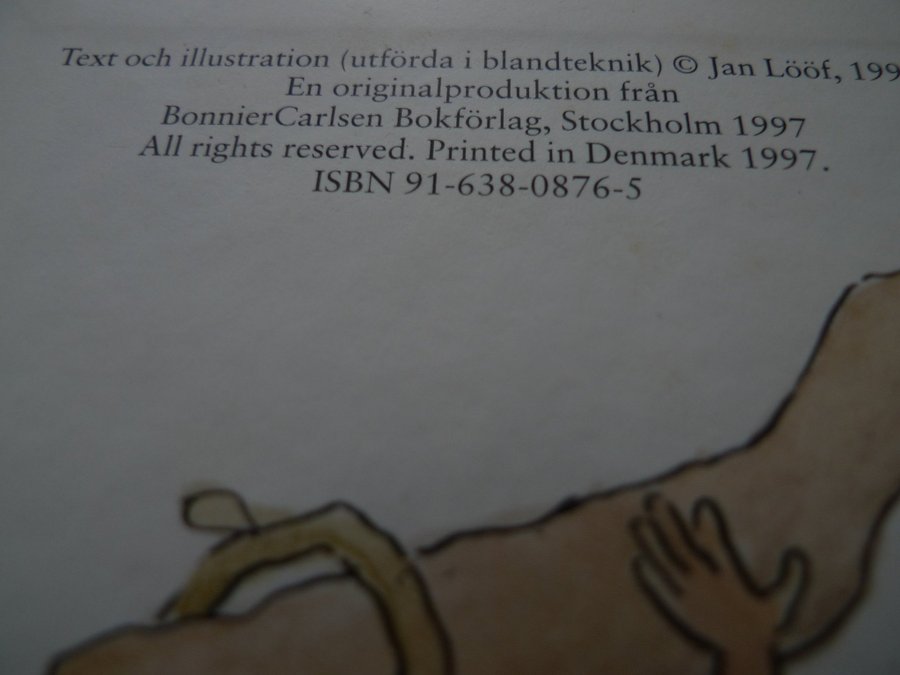 Text och illustration (utförda i blandteknik) © Jan Lööf, 199
En originalproduktion från
BonnierCarlsen Bokförlag, Stockholm 1997
All rights reserved. Printed in Denmark 1997.
ISBN 91-638-0876-5